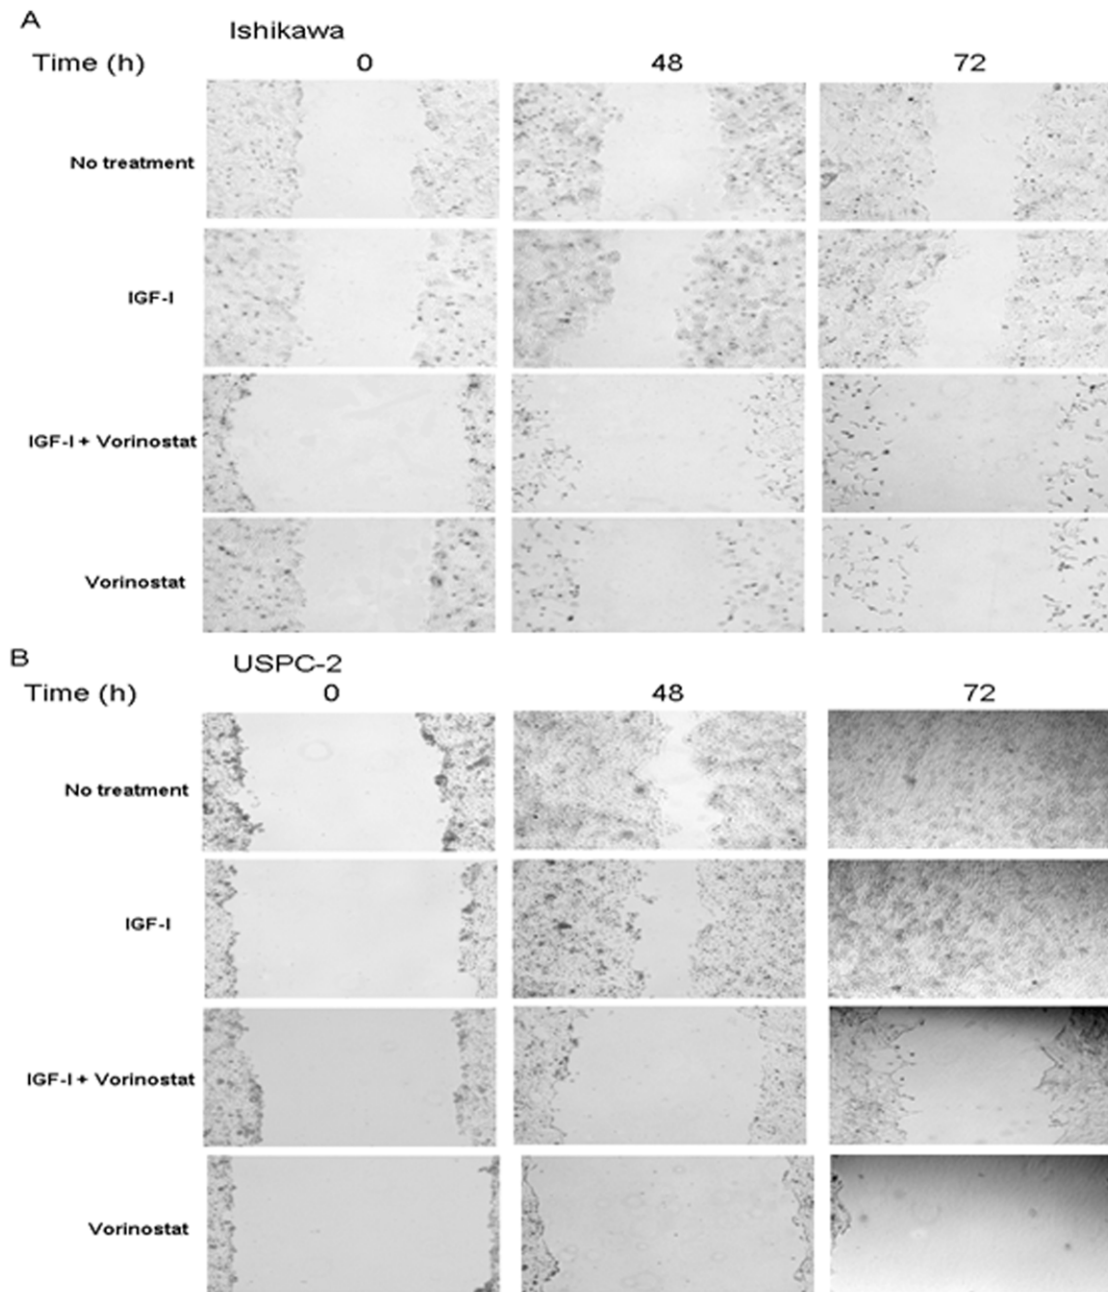 A
Ishikawa
Time (h) 0 48 72
No treatment
IGF-I
IGF-I + Vorinostat
Vorinostat
B
USPC-2
Time (h) 0 48 72
No treatment
IGF-I
IGF-I + Vorinostat
Vorinostat